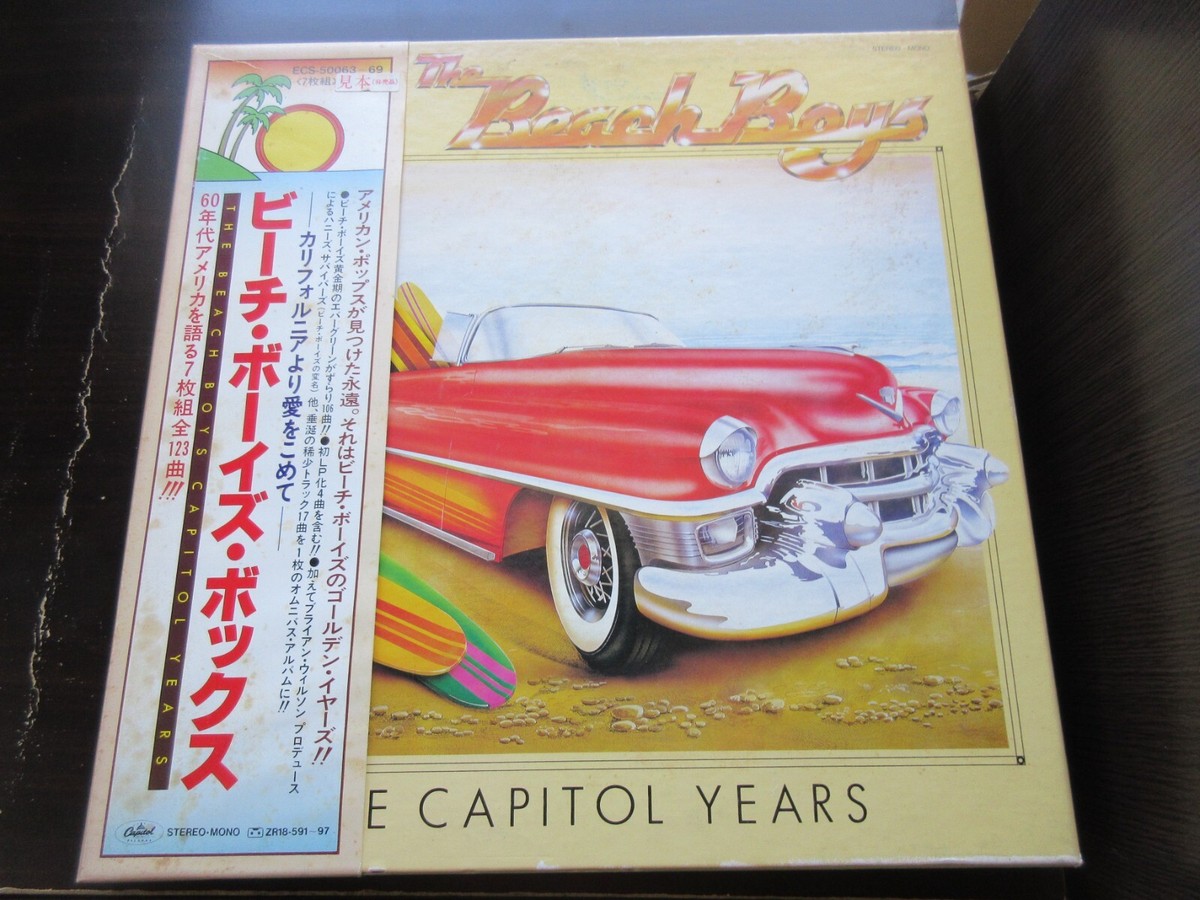 ECS-50063~69
〈7枚組〉 見本
アメリカン・ポップスが見つけた永遠。それはビーチ・ボーイズのゴールデン・イヤーズ!!
●ビーチ・ボーイズ黄金期のエバーグリーンがずらり106曲!!●初LP化4曲を含む!!●加えてブライアン・ウィルソン プロデュース
によるハニーズ、サバイバーズ(ビーチ・ボーイズの変名)他、垂涎の稀少トラック17曲を1枚のオムニバス・アルバムに!!
―カリフォルニアより愛をこめて―
ビーチ・ボーイズ・ボックス
THE BEACH BOYS CAPITOL YEARS
60年代アメリカを語る7枚組全123曲!!!
Capitol
RECORDS
STEREO・MONO
ZR18-591~97
STEREO・MONO
The
Beach Boys
E CAPITOL YEARS